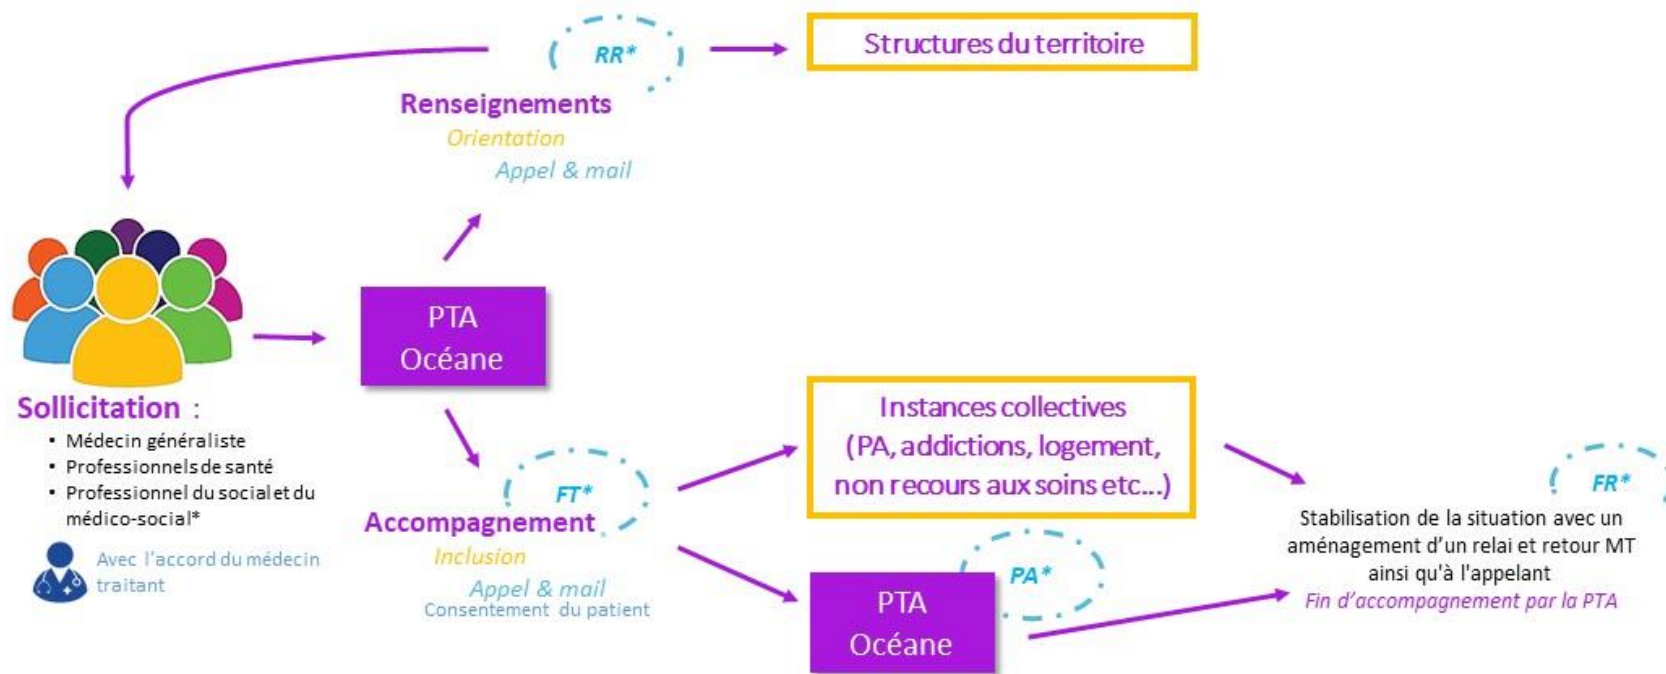 RR*
Structures du territoire
Renseignements
Orientation
Appel & mail
PTA
Océane
Sollicitation :
• Médecin généraliste
• Professionnels de santé
• Professionnel du social et du
médico-social*
Avec l'accord du médecin
traitant
FT*
Accompagnement
Inclusion
Appel & mail
Consentement du patient
Instances collectives
(PA, addictions, logement,
non recours aux soins etc...)
PA*
PTA
Océane
FR*
Stabilisation de la situation avec un
aménagement d'un relai et retour MT
ainsi qu'à l'appelant
Fin d'accompagnement par la PTA